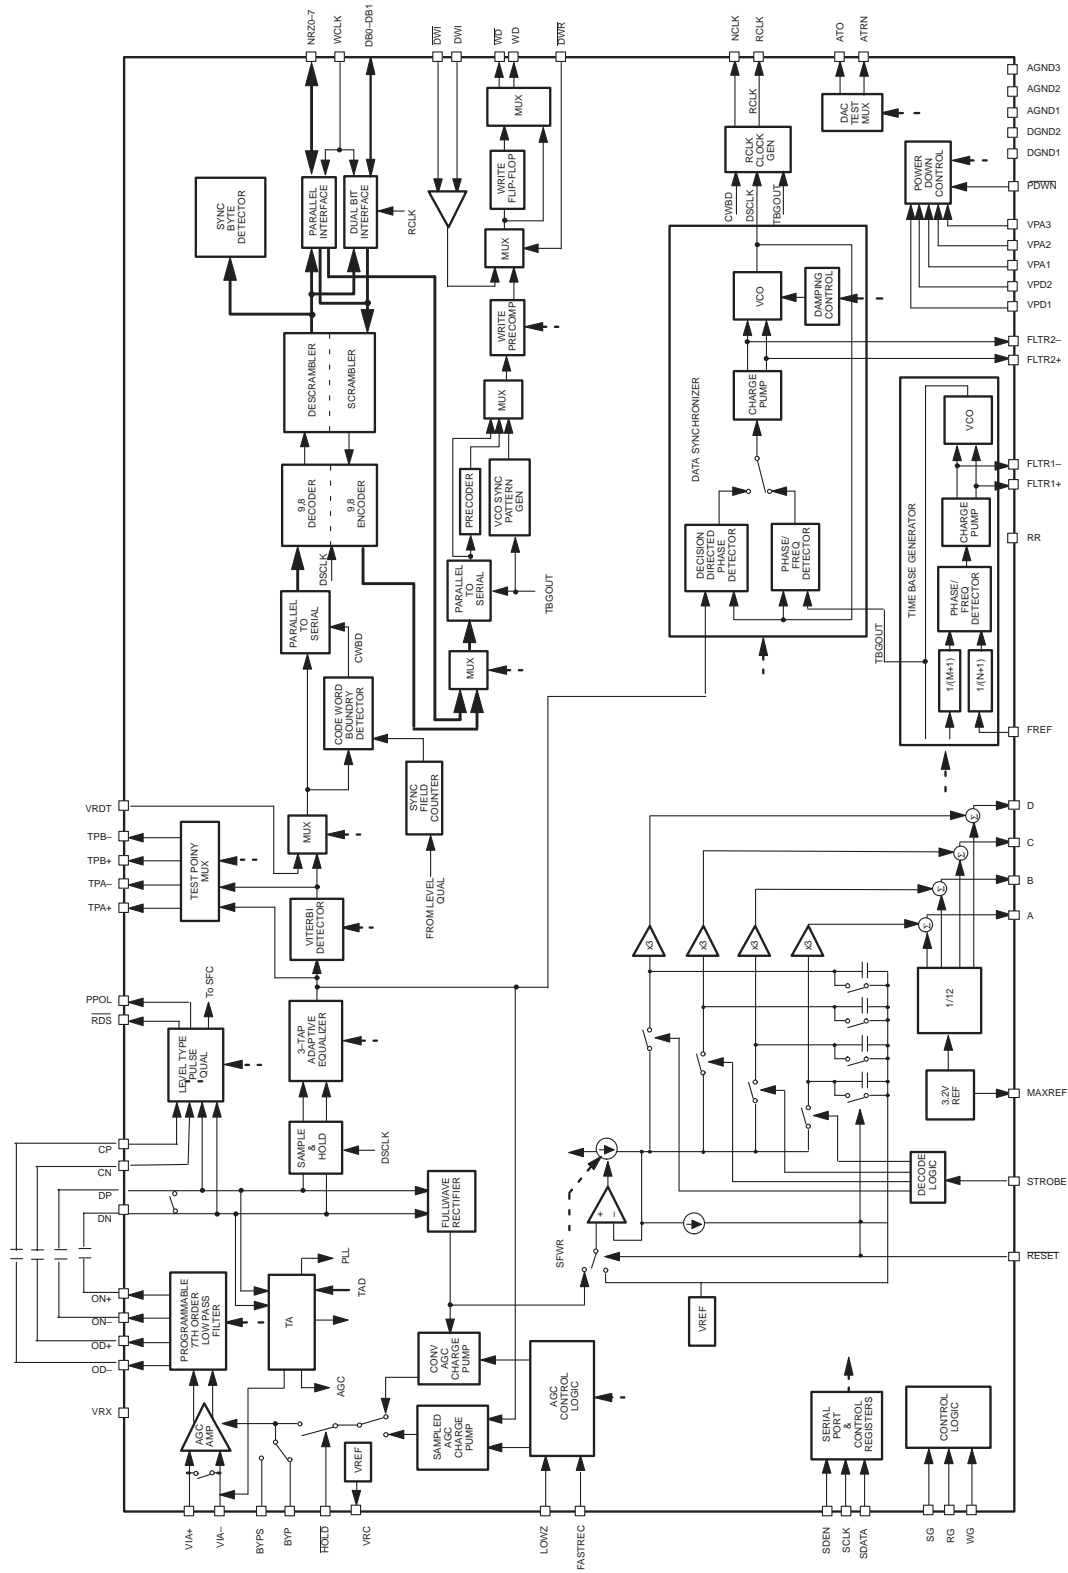 NRZ0–7
WCLK
DB0–DB1
DWI
DWI
WD
WD
DWR
NCLK
RCLK
ATO
ATRN
AGND3
AGND2
AGND1
DGND2
DGND1
PDWN
VPA3
VPA2
VPA1
VPD2
VPD1
FLTR2–
FLTR2+
FLTR1–
FLTR1+
RR
FREF
D
C
B
A
MAXREF
STROBE
RESET
VRDT
TPB–
TPB+
TPA–
TPA+
PPOL
RDS
CP
CN
DP
DN
ON+
ON–
OD+
OD–
VRX
VIA+
VIA–
BYPS
BYP
HOLD
VRC
LOWZ
FASTREC
SDEN
SCLK
SDATA
SG
RG
WG
SYNC
BYTE
DETECTOR
PARALLEL
INTERFACE
DUAL BIT
INTERFACE
RCLK
MUX
WRITE
FLIP-FLOP
MUX
WRITE
PRECOMP
MUX
DESCRAMBLER
SCRAMBLER
9,8
DECODER
9,8
ENCODER
PRECODER
VCO SYNC
PATTERN
GEN
DSCLK
PARALLEL
TO
SERIAL
PARALLEL
TO
SERIAL
TBGOUT
CWBD
MUX
CODE WORD
BOUNDRY
DETECTOR
SYNC
FIELD
COUNTER
FROM LEVEL
QUAL
MUX
TEST POINY
MUX
VITERBI
DETECTOR
To SFC
LEVEL TYPE
PULSE
QUAL
3–TAP
ADAPTIVE
EQUALIZER
SAMPLE
&
HOLD
DSCLK
FULLWAVE
RECTIFIER
PROGRAMMABLE
7TH ORDER
LOW PASS
FILTER
TA
PLL
TAD
AGC
AGC
AMP
VREF
CONV
AGC
CHARGE
PUMP
SAMPLED
AGC
CHARGE
PUMP
AGC
CONTROL
LOGIC
RCLK
RCLK
CLOCK
GEN
CWBD
DSCLK
TBGOUT
DAC
TEST
MUX
POWER
DOWN
CONTROL
DATA SYNCHRONIZER
VCO
DAMPING
CONTROL
CHARGE
PUMP
DECISION
DIRECTED
PHASE
DETECTOR
PHASE/
FREQ
DETECTOR
TBGOUT
TIME BASE GENERATOR
VCO
CHARGE
PUMP
PHASE/
FREQ
DETECTOR
1/(M+1)
1/(N+1)
Σ
Σ
Σ
Σ
x3
x3
x3
x3
1/12
3.2V
REF
DECODE
LOGIC
SFWR
+
–
VREF
SERIAL
PORT
&
CONTROL
REGISTERS
CONTROL
LOGIC